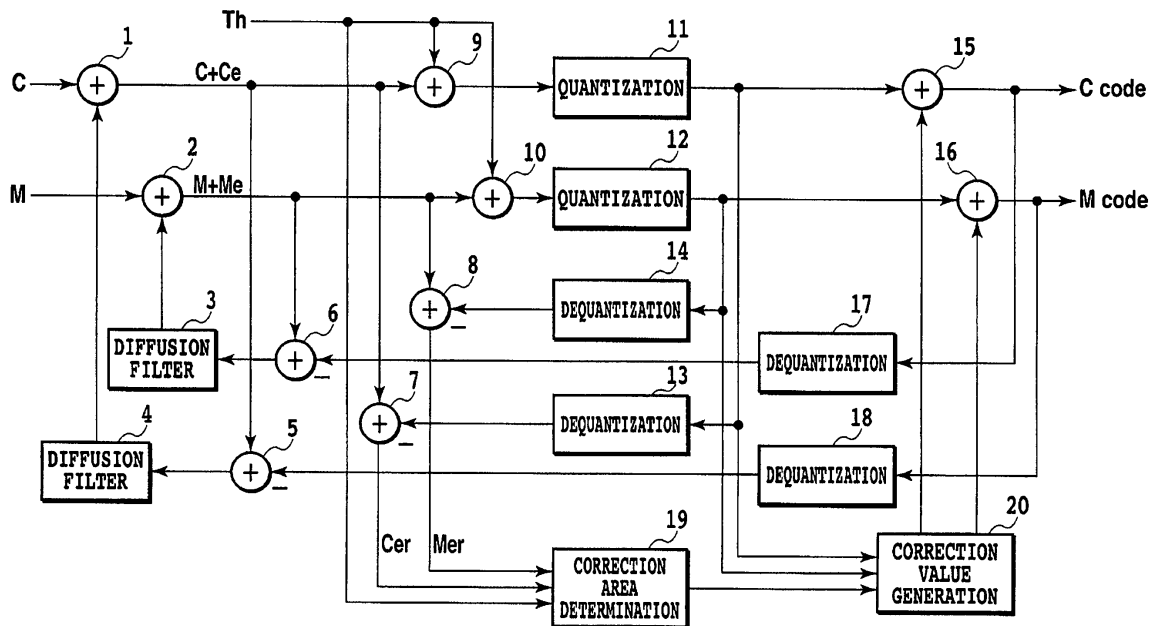 Th
1
9
11
15
C
+
C+Ce
+
QUANTIZATION
+
C code
2
10
12
16
M
+
M+Me
+
QUANTIZATION
+
M code
8
14
3
6
+
DEQUANTIZATION
17
DIFFUSION
FILTER
+
−
−
DEQUANTIZATION
7
13
4
5
+
DEQUANTIZATION
18
DIFFUSION
FILTER
+
−
−
DEQUANTIZATION
Cer
Mer
19
20
CORRECTION
AREA
DETERMINATION
CORRECTION
VALUE
GENERATION